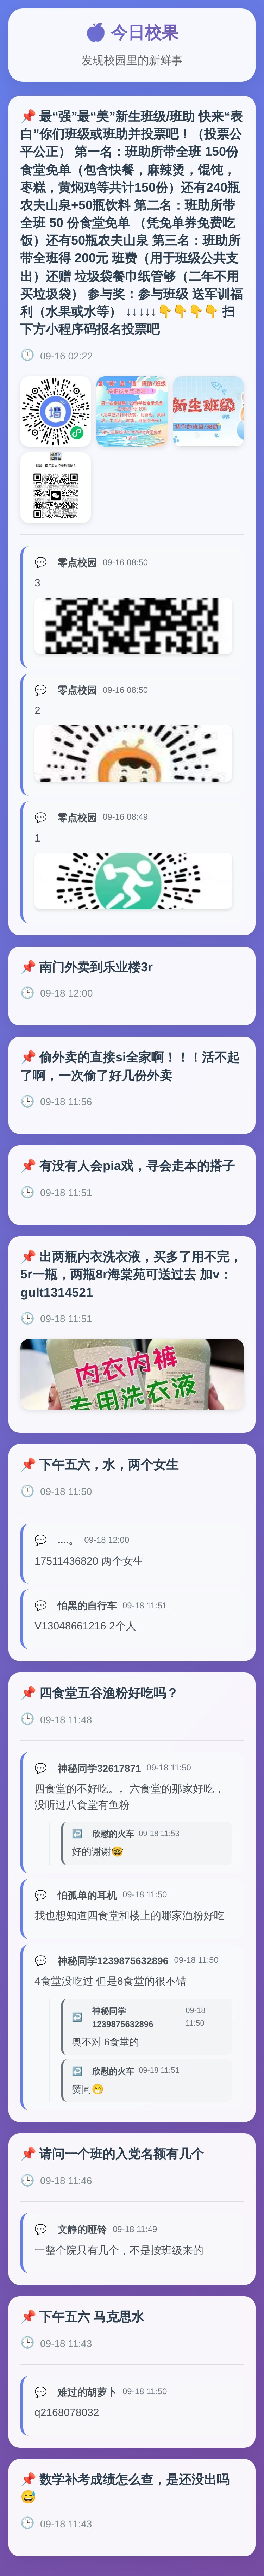 🍎 今日校果
发现校园里的新鲜事
📌 最“强”最“美”新生班级/班助 快来“表
白”你们班级或班助并投票吧！（投票公
平公正） 第一名：班助所带全班 150份
食堂免单（包含快餐，麻辣烫，馄饨，
枣糕，黄焖鸡等共计150份）还有240瓶
农夫山泉+50瓶饮料 第二名：班助所带
全班 50 份食堂免单 （凭免单券免费吃
饭）还有50瓶农夫山泉 第三名：班助所
带全班得 200元 班费（用于班级公共支
出）还赠 垃圾袋餐巾纸管够（二年不用
买垃圾袋） 参与奖：参与班级 送军训福
利（水果或水等） ↓↓↓↓↓👇👇👇👇 扫
下方小程序码报名投票吧
🕒 09-16 02:22
墙
新生班级
💬 零点校园 09-16 08:50
3
💬 零点校园 09-16 08:50
2
💬 零点校园 09-16 08:49
1
📌 南门外卖到乐业楼3r
🕒 09-18 12:00
📌 偷外卖的直接si全家啊！！！活不起
了啊，一次偷了好几份外卖
🕒 09-18 11:56
📌 有没有人会pia戏，寻会走本的搭子
🕒 09-18 11:51
📌 出两瓶内衣洗衣液，买多了用不完，
5r一瓶，两瓶8r海棠苑可送过去 加v：
gult1314521
🕒 09-18 11:51
内衣内裤
专用洗衣液
📌 下午五六，水，两个女生
🕒 09-18 11:50
💬 ....。 09-18 12:00
17511436820 两个女生
💬 怕黑的自行车 09-18 11:51
V13048661216 2个人
📌 四食堂五谷渔粉好吃吗？
🕒 09-18 11:48
💬 神秘同学32617871 09-18 11:50
四食堂的不好吃。。六食堂的那家好吃，
没听过八食堂有鱼粉
↩️ 欣慰的火车 09-18 11:53
好的谢谢🤓
💬 怕孤单的耳机 09-18 11:50
我也想知道四食堂和楼上的哪家渔粉好吃
💬 神秘同学1239875632896 09-18 11:50
4食堂没吃过 但是8食堂的很不错
↩️ 神秘同学
1239875632896 09-18
11:50
奥不对 6食堂的
↩️ 欣慰的火车 09-18 11:51
赞同😁
📌 请问一个班的入党名额有几个
🕒 09-18 11:46
💬 文静的哑铃 09-18 11:49
一整个院只有几个，不是按班级来的
📌 下午五六 马克思水
🕒 09-18 11:43
💬 难过的胡萝卜 09-18 11:50
q2168078032
📌 数学补考成绩怎么查，是还没出吗
😅
🕒 09-18 11:43